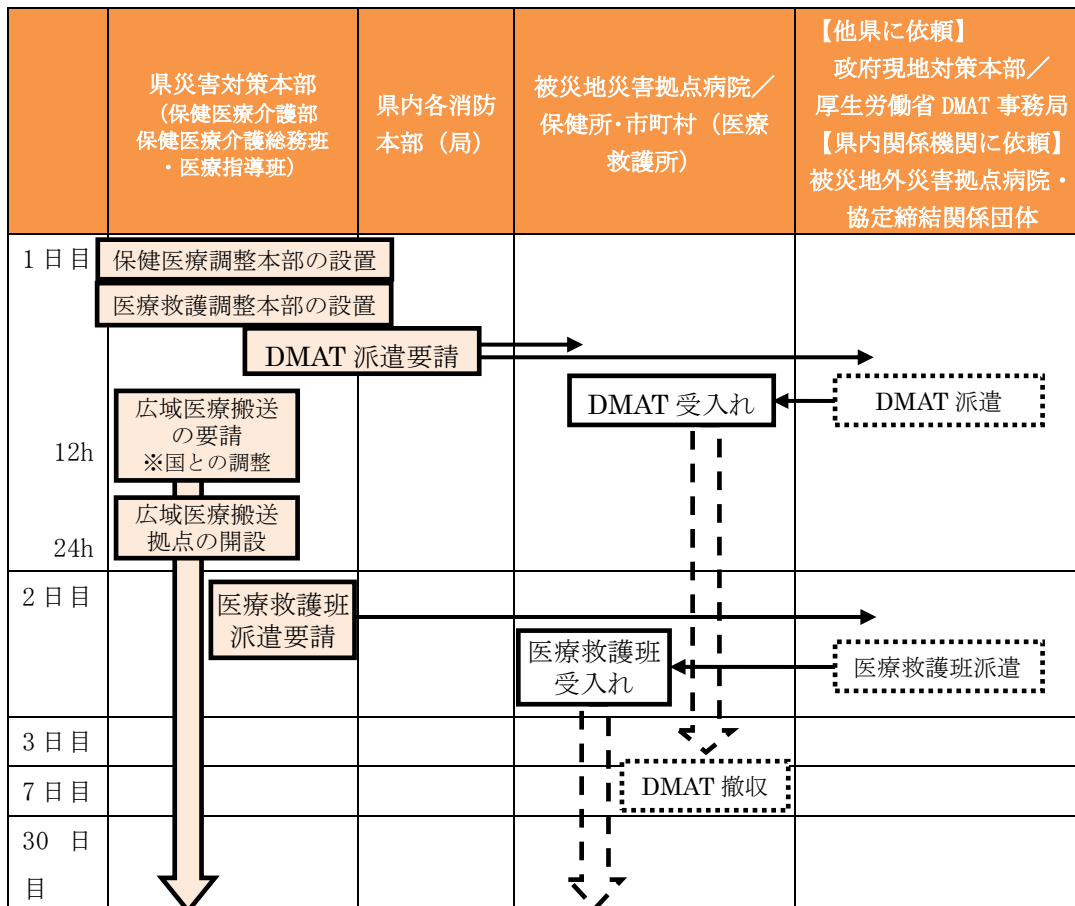 県災害対策本部
（保健医療介護部
保健医療介護総務班
・医療指導班）
県内各消防
本部（局）
被災地災害拠点病院／
保健所・市町村（医療
救護所）
【他県に依頼】
政府現地対策本部／
厚生労働省 DMAT 事務局
【県内関係機関に依頼】
被災地外災害拠点病院・
協定締結関係団体
1日目
保健医療調整本部の設置
医療救護調整本部の設置
DMAT 派遣要請
DMAT 受入れ
DMAT 派遣
広域医療搬送
の要請
※国との調整
12h
広域医療搬送
拠点の開設
24h
2日目
医療救護班
派遣要請
医療救護班
受入れ
医療救護班派遣
3日目
DMAT 撤収
7日目
30 日
目